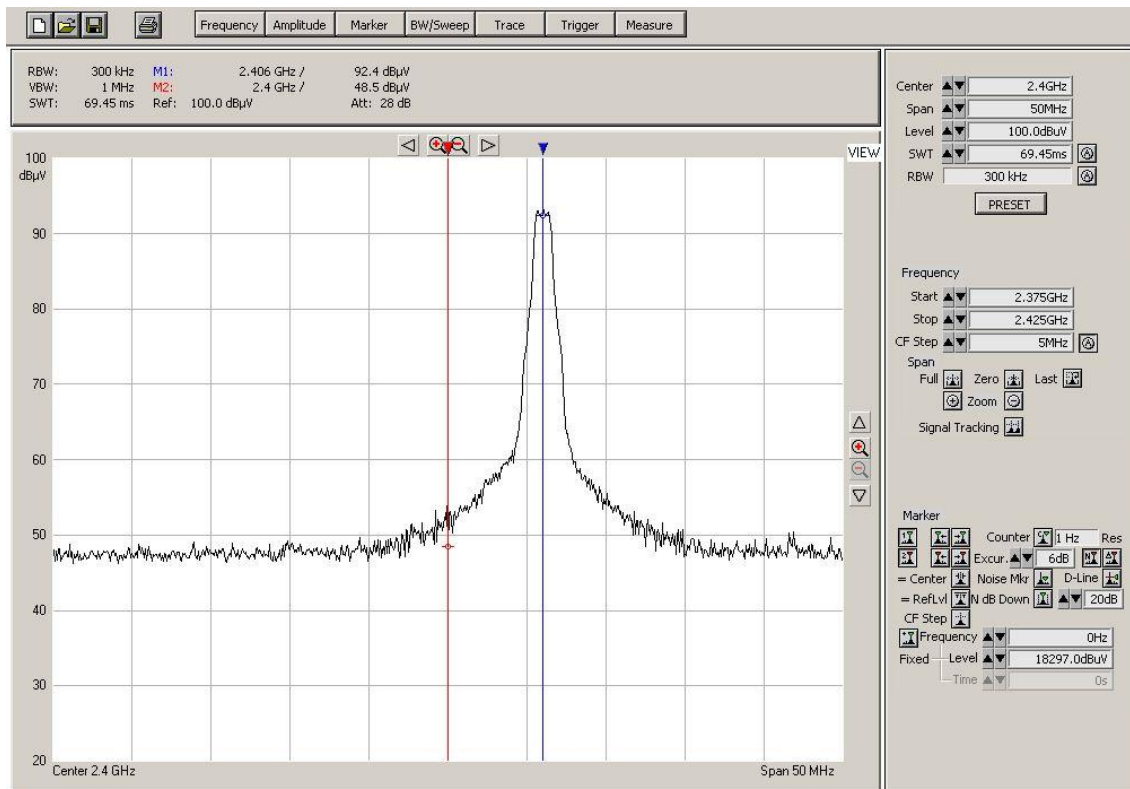 Frequency Amplitude Marker BW/Sweep Trace Trigger Measure
RBW: 300 kHz M1: 2.406 GHz / 92.4 dBµV
VBW: 1 MHz M2: 2.4 GHz / 48.5 dBµV
SWT: 69.45 ms Ref: 100.0 dBµV Att: 28 dB
VIEW
100
dBµV
90
80
70
60
50
40
30
20
Center 2.4 GHz Span 50 MHz
Center 2.4GHz
Span 50MHz
Level 100.0dBuV
SWT 69.45ms
RBW 300 kHz
PRESET
Frequency
Start 2.375GHz
Stop 2.425GHz
CF Step 5MHz
Span
Full Zero Last
Zoom
Signal Tracking
Marker
Counter 1 Hz Res
Excur. 6dB
= Center Noise Mkr D-Line
= RefLvl N dB Down 20dB
CF Step
Frequency 0Hz
Fixed Level 18297.0dBuV
Time 0s